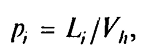 p_i = L_i/V_h,